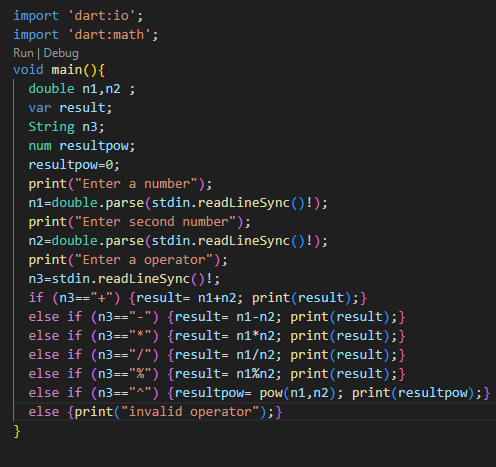 import 'dart:io';
import 'dart:math';
Run | Debug
void main(){
  double n1,n2 ;
  var result;
  String n3;
  num resultpow;
  resultpow=0;
  print("Enter a number");
  n1=double.parse(stdin.readLineSync()!);
  print("Enter second number");
  n2=double.parse(stdin.readLineSync()!);
  print("Enter a operator");
  n3=stdin.readLineSync()!;
  if (n3=="+") {result= n1+n2; print(result);}
  else if (n3=="-") {result= n1-n2; print(result);}
  else if (n3=="*") {result= n1*n2; print(result);}
  else if (n3=="/") {result= n1/n2; print(result);}
  else if (n3=="%") {result= n1%n2; print(result);}
  else if (n3=="^") {resultpow= pow(n1,n2); print(resultpow);}
  else {print("invalid operator");}
}